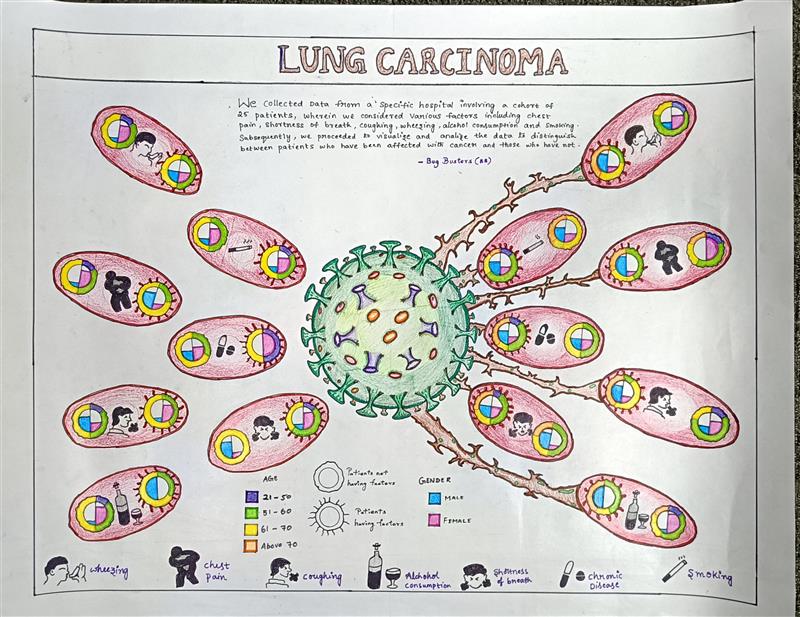 LUNG CARCINOMA
We collected Data from a specific hospital involving a cohort of
25 patients, wherein we considered various factors including chest
pain, shortness of breath, coughing, wheezing, alcohol consumption and smoking.
Subsequently, we proceeded to visualize and analize the data to distinguish
between patients who have been affected with cancer and those who have not.
- Bug Busters (BB)
AGE
21-50
51-60
61-70
Above 70
Patients not
having factors
Patients
having factors
GENDER
MALE
FEMALE
wheezing
chest
pain
coughing
Alchohol
consumption
Shortness
of breath
chronic
Disease
Smoking